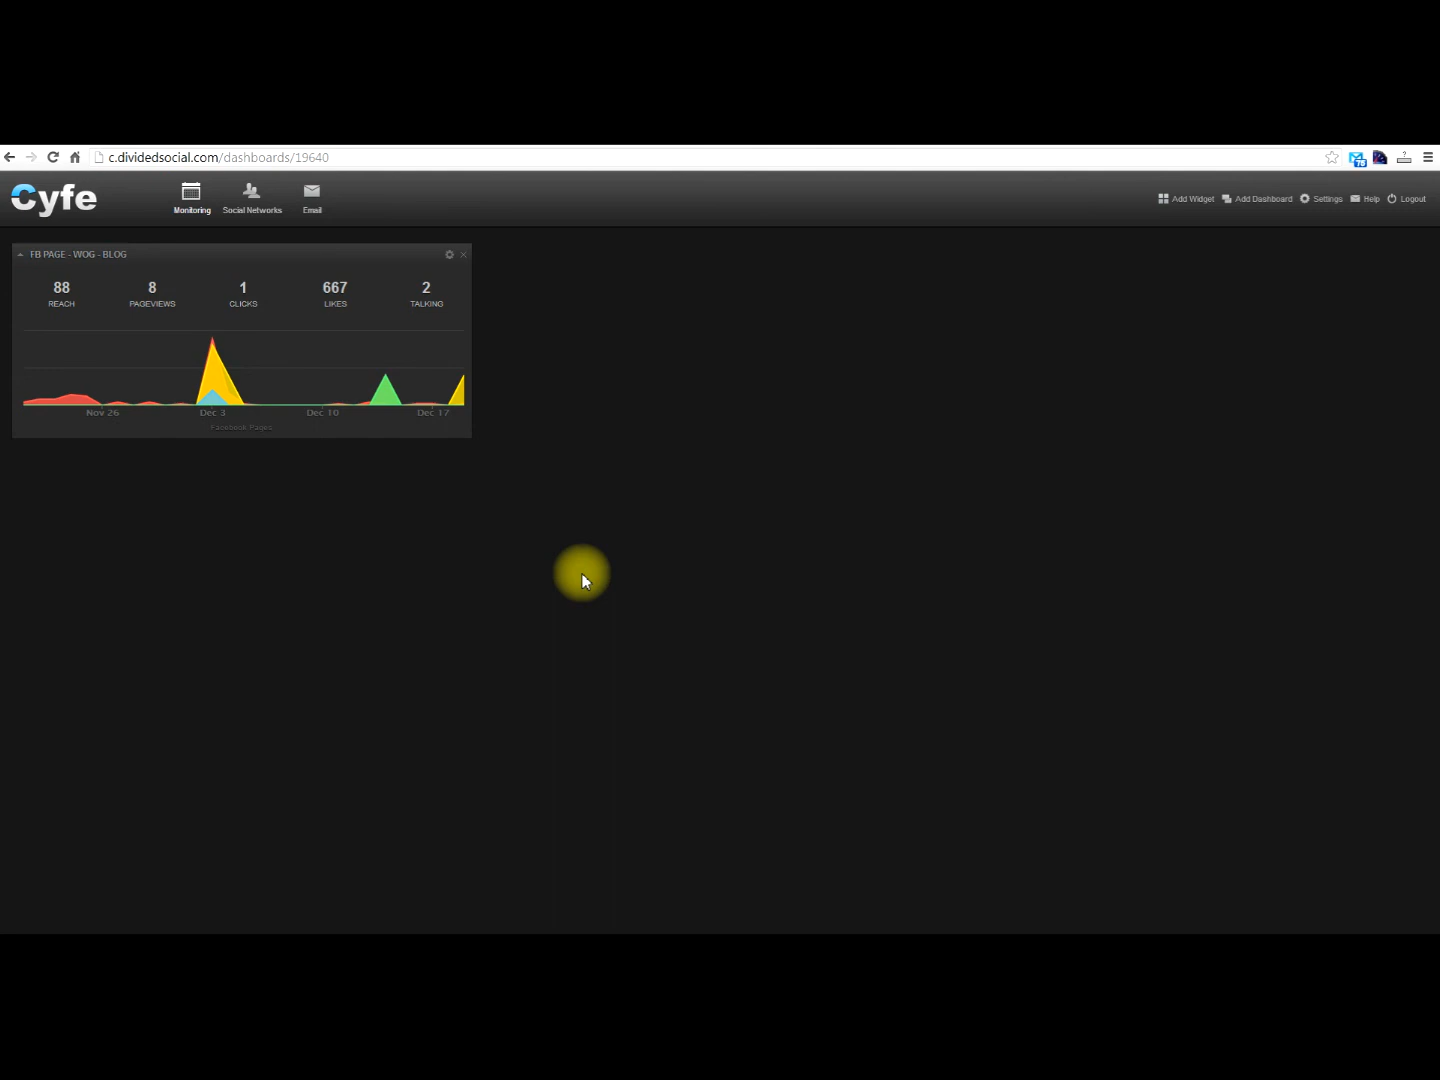 c.dividedsocial.com/dashboards/19640
78
Cyfe
Monitoring
Social Networks
Email
Add Widget
Add Dashboard
Settings
Help
Logout
FB PAGE - WOG - BLOG
88
REACH
8
PAGEVIEWS
1
CLICKS
667
LIKES
2
TALKING
Nov 26
Dec 3
Dec 10
Dec 17
Facebook Pages